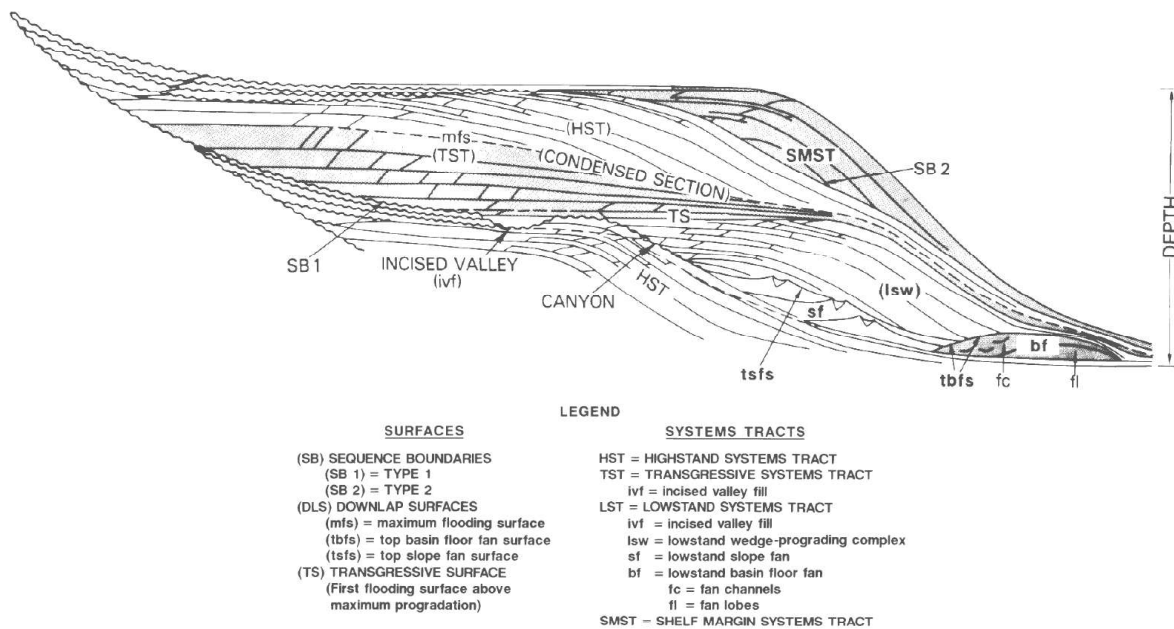 mfs
(TST)
(HST)
(CONDENSED SECTION)
SMST
SB 2
TS
SB 1
INCISED VALLEY
(ivf)
CANYON
HST
(lsw)
sf
tsfs
bf
tbfs
fc
fl
DEPTH
LEGEND
SURFACES
(SB) SEQUENCE BOUNDARIES
(SB 1) = TYPE 1
(SB 2) = TYPE 2
(DLS) DOWNLAP SURFACES
(mfs) = maximum flooding surface
(tbfs) = top basin floor fan surface
(tsfs) = top slope fan surface
(TS) TRANSGRESSIVE SURFACE
(First flooding surface above
maximum progradation)
SYSTEMS TRACTS
HST = HIGHSTAND SYSTEMS TRACT
TST = TRANSGRESSIVE SYSTEMS TRACT
ivf = incised valley fill
LST = LOWSTAND SYSTEMS TRACT
ivf = incised valley fill
lsw = lowstand wedge-prograding complex
sf = lowstand slope fan
bf = lowstand basin floor fan
fc = fan channels
fl = fan lobes
SMST = SHELF MARGIN SYSTEMS TRACT